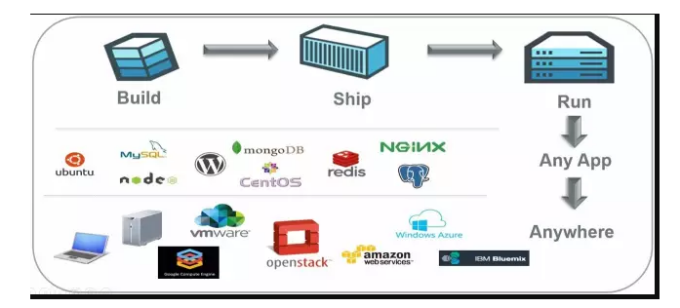 Build
Ship
Run
ubuntu
MySQL
node
mongoDB
CentOS
redis
NGINX
Any App
vmware
Google Compute Engine
openstack
amazon
webservices
Windows Azure
IBM Bluemix
Anywhere